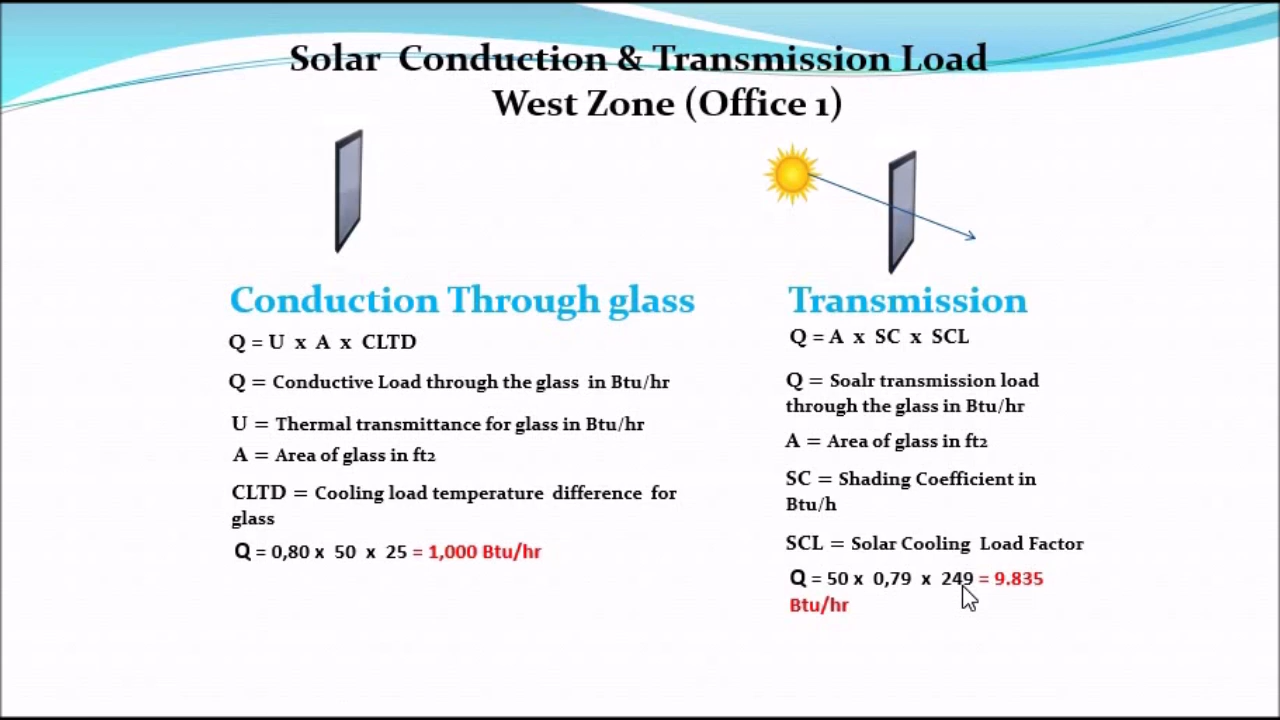 Solar Conduction & Transmission Load
West Zone (Office 1)
Conduction Through glass
Q = U x A x CLTD
Q = Conductive Load through the glass in Btu/hr
U = Thermal transmittance for glass in Btu/hr
A = Area of glass in ft2
CLTD = Cooling load temperature difference for
glass
Q = 0,80 x 50 x 25 = 1,000 Btu/hr
Transmission
Q = A x SC x SCL
Q = Soalr transmission load
through the glass in Btu/hr
A = Area of glass in ft2
SC = Shading Coefficient in
Btu/h
SCL = Solar Cooling Load Factor
Q = 50 x 0,79 x 249 = 9.835
Btu/hr